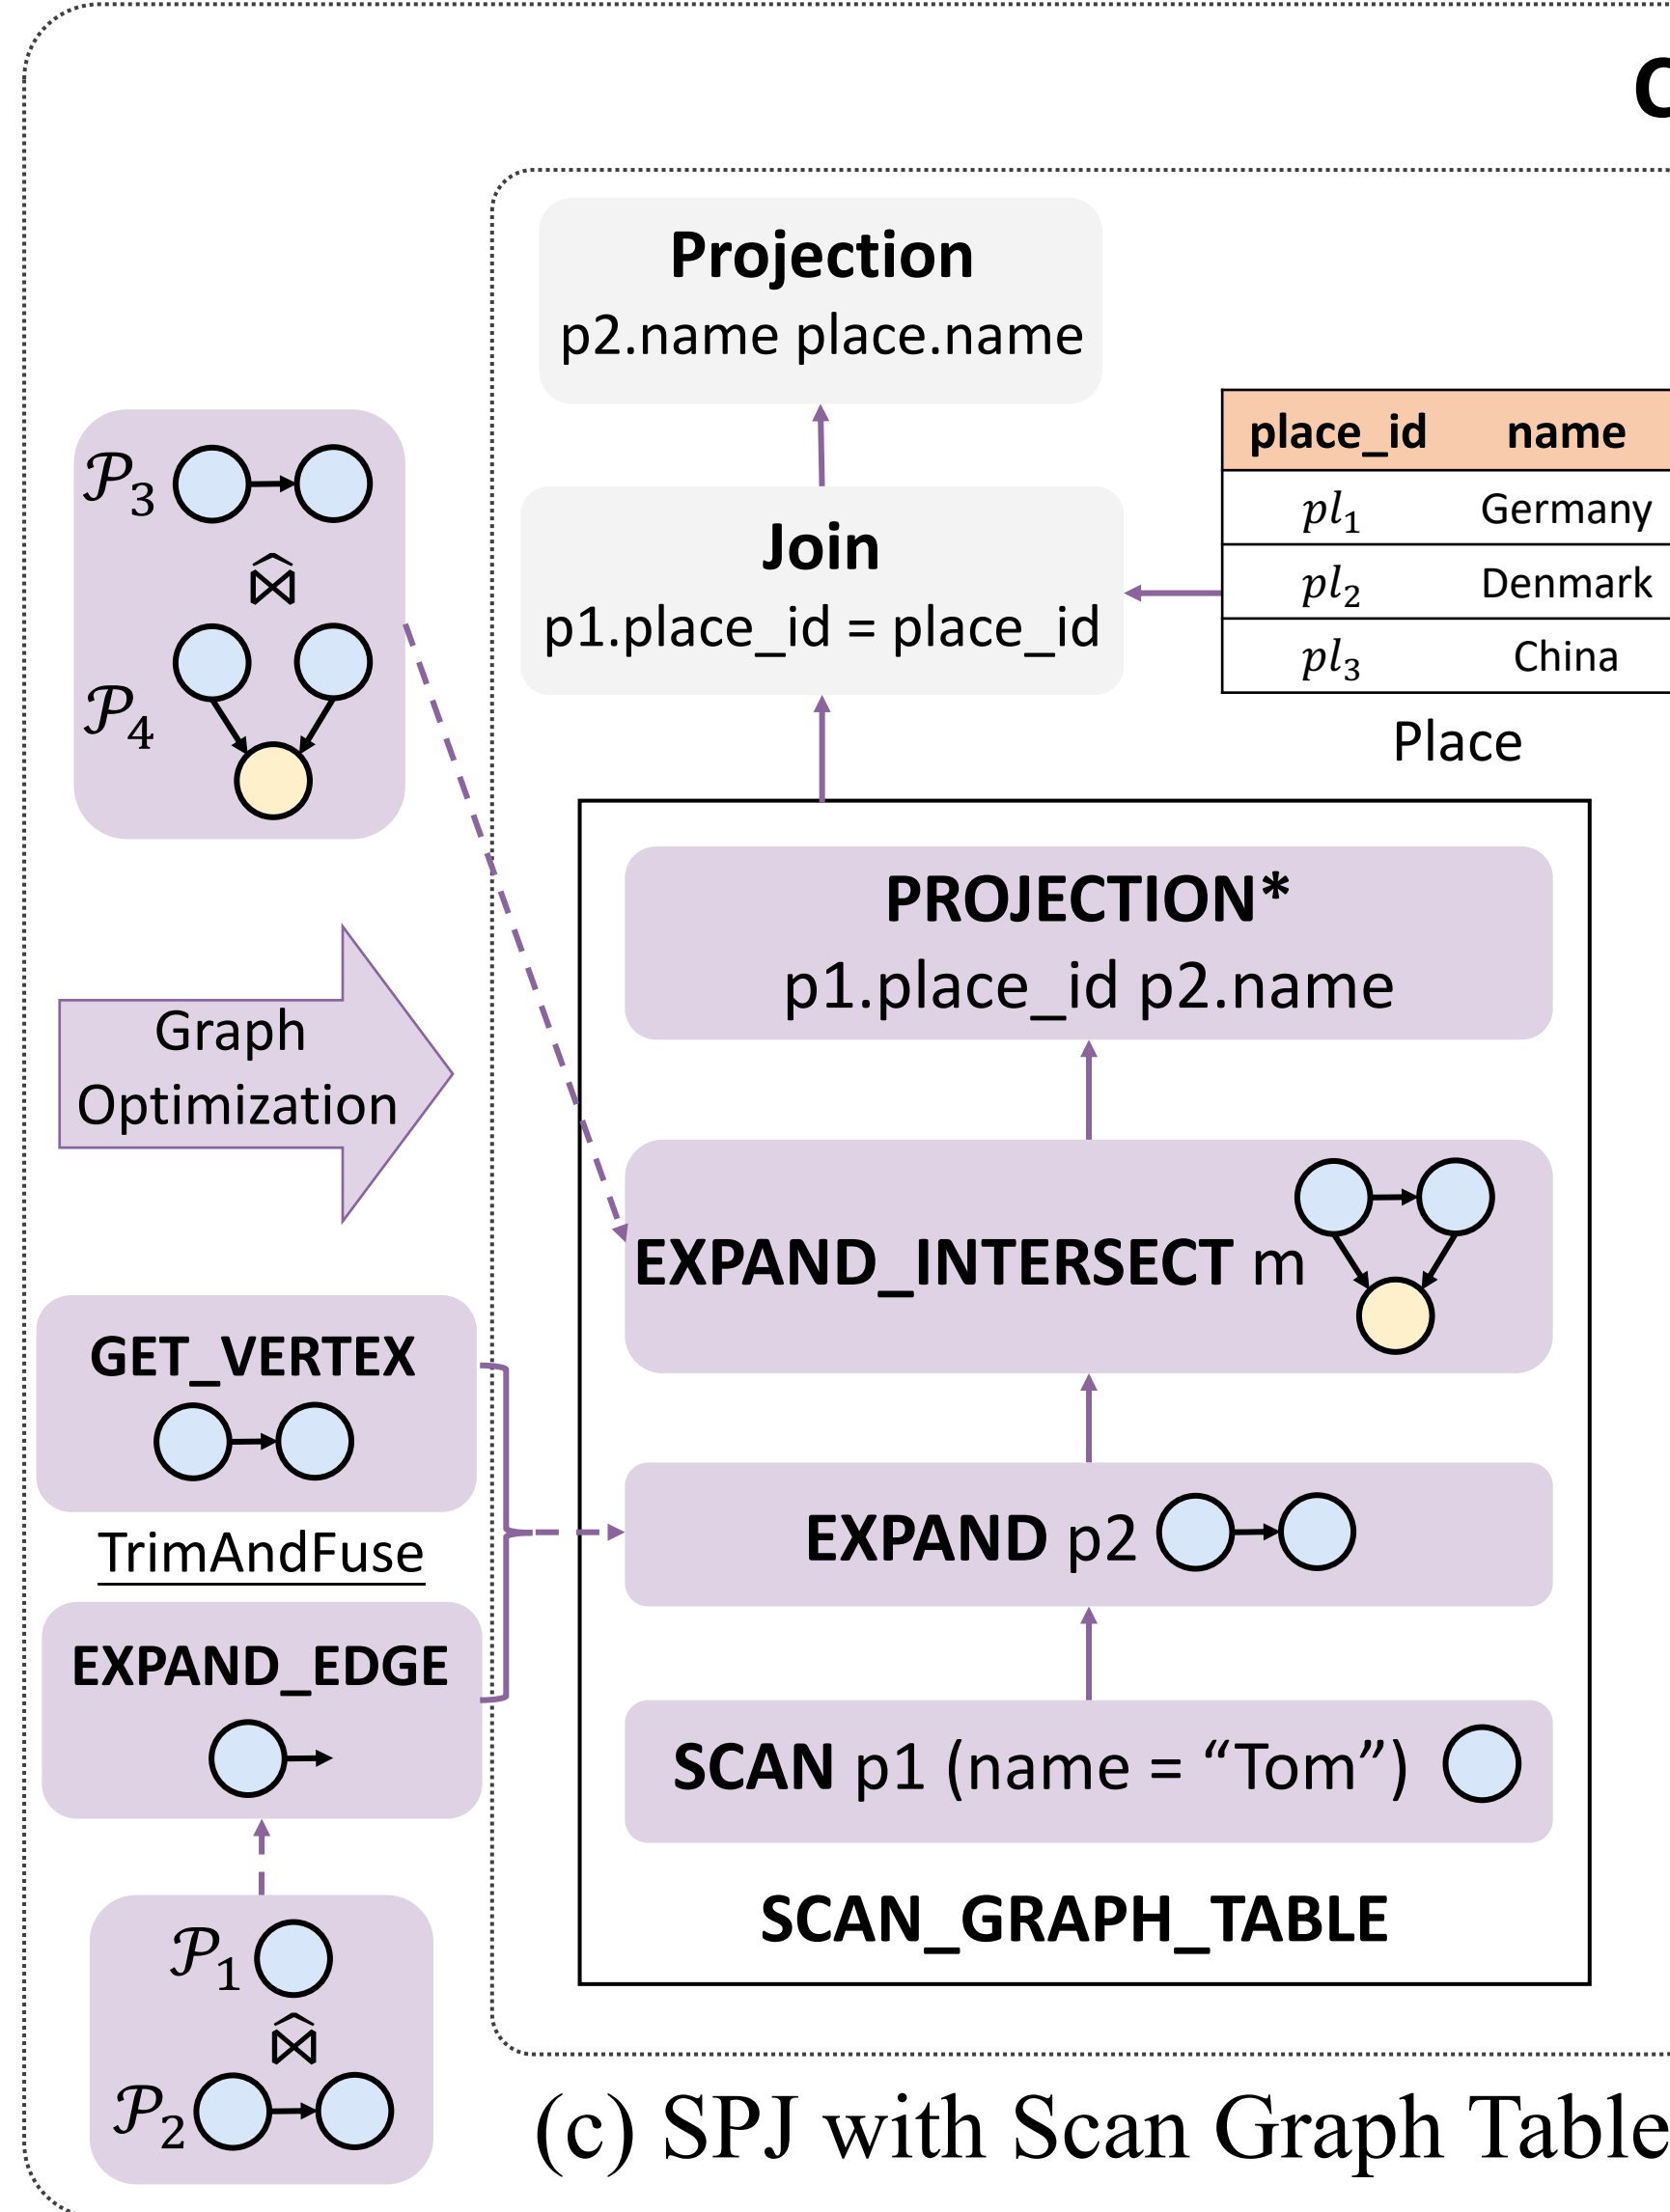 C
Projection
p2.name place.name
𝒫3
𝒫4
Join
p1.place_id = place_id
place_id name
pl1 Germany
pl2 Denmark
pl3 China
Place
Graph
Optimization
PROJECTION*
p1.place_id p2.name
EXPAND_INTERSECT m
GET_VERTEX
TrimAndFuse
EXPAND_EDGE
EXPAND p2
SCAN p1 (name = “Tom”)
SCAN_GRAPH_TABLE
𝒫1
⋈̂
𝒫2
(c) SPJ with Scan Graph Table